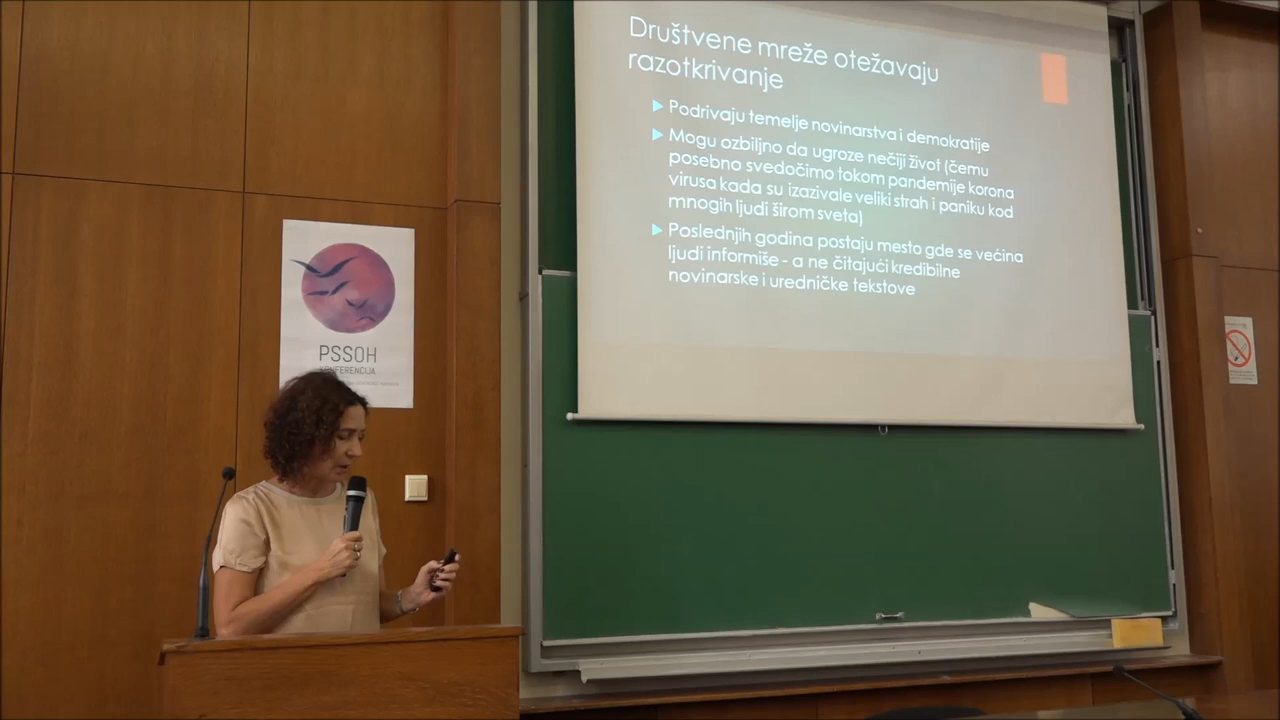 Društvene mreže otežavaju
razotkrivanje
Podrivaju temelje novinarstva i demokratije
Mogu ozbiljno da ugroze nečiji život (čemu
posebno svedočimo tokom pandemije korona
virusa kada su izazivale veliki strah i paniku kod
mnogih ljudi širom sveta)
Poslednjih godina postaju mesto gde se većina
ljudi informiše - a ne čitajući kredibilne
novinarske i uredničke tekstove
PSSOH
KONFERENCIJA